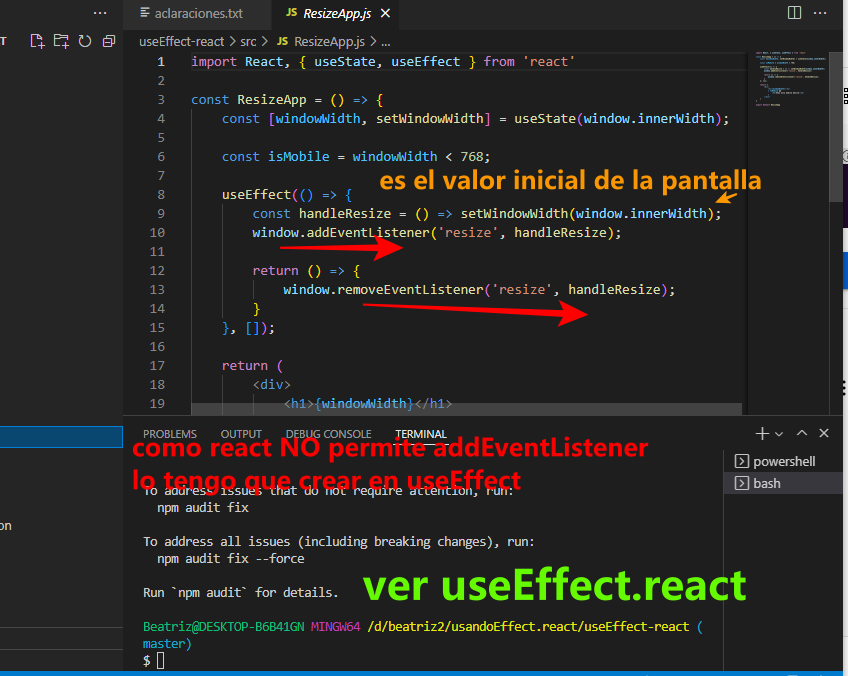 aclaraciones.txt
JS ResizeApp.js
T
useEffect-react > src > JS ResizeApp.js > ...
1 import React, { useState, useEffect } from 'react'
2
3 const ResizeApp = () => {
4 const [windowWidth, setWindowWidth] = useState(window.innerWidth);
5
6 const isMobile = windowWidth < 768;
7
es el valor inicial de la pantalla
8 useEffect(() => {
9 const handleResize = () => setWindowWidth(window.innerWidth);
10 window.addEventListener('resize', handleResize);
11
12 return () => {
13 window.removeEventListener('resize', handleResize);
14 }
15 }, []);
16
17 return (
18 <div>
19 <h1>{windowWidth}</h1>
PROBLEMS OUTPUT DEBUG CONSOLE TERMINAL
como react NO permite addEventListener
lo tengo que crear en useEffect
powershell
bash
To address issues that do not require attention, run:
npm audit fix
on
To address all issues (including breaking changes), run:
npm audit fix --force
Run `npm audit` for details.
ver useEffect.react
Beatriz@DESKTOP-B6B41GN MINGW64 /d/beatriz2/usandoEffect.react/useEffect-react (
master)
$